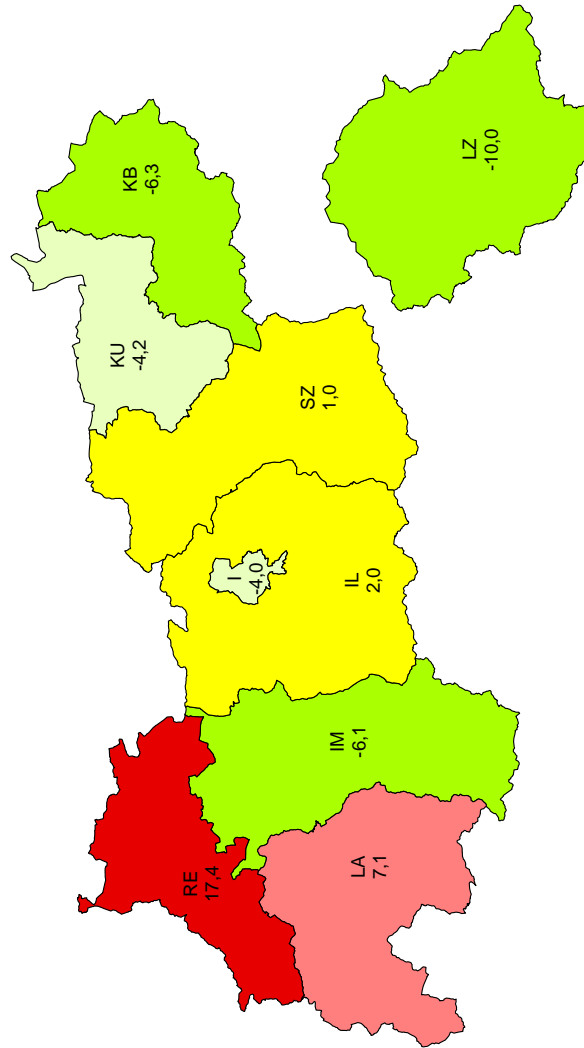 RE
17,4
LA
7,1
IM
-6,1
I
-4,0
IL
2,0
SZ
1,0
KU
-4,2
KB
-6,3
LZ
-10,0